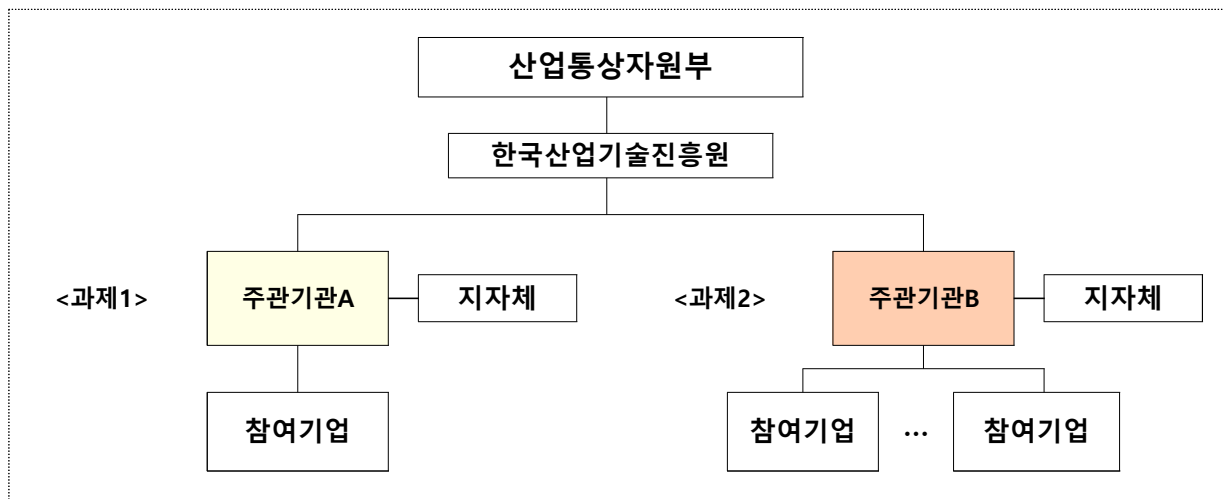 산업통상자원부
한국산업기술진흥원
<과제1>
주관기관A
지자체
<과제2>
주관기관B
지자체
참여기업
참여기업
...
참여기업